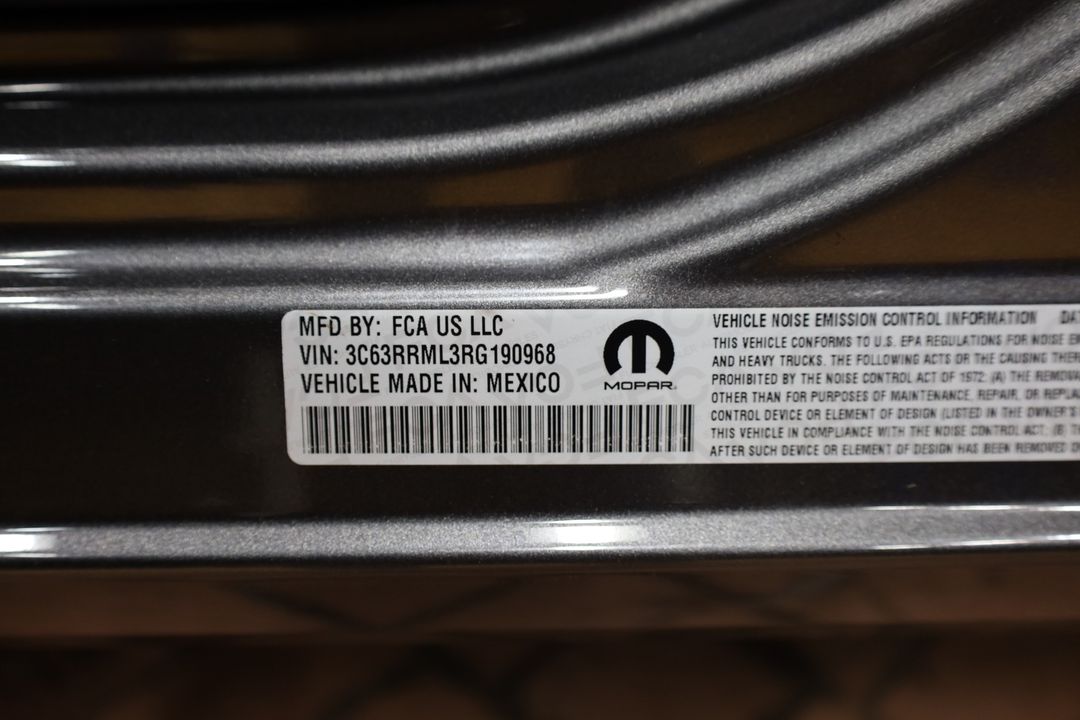 MFD BY: FCA US LLC
VIN: 3C63RRML3RG190968
VEHICLE MADE IN: MEXICO
MOPAR
VEHICLE NOISE EMISSION CONTROL INFORMATION
THIS VEHICLE CONFORMS TO U.S. EPA REGULATIONS FOR NOISE
AND HEAVY TRUCKS. THE FOLLOWING ACTS OR THE CAUSING
PROHIBITED BY THE NOISE CONTROL ACT OF 1972: (A) THE
OTHER THAN FOR PURPOSES OF MAINTENANCE, REPAIR, OR
CONTROL DEVICE OR ELEMENT OF DESIGN (LISTED IN THE OWNER'S
THIS VEHICLE IN COMPLIANCE WITH THE NOISE CONTROL ACT; (B)
AFTER SUCH DEVICE OR ELEMENT OF DESIGN HAS BEEN REMOVED